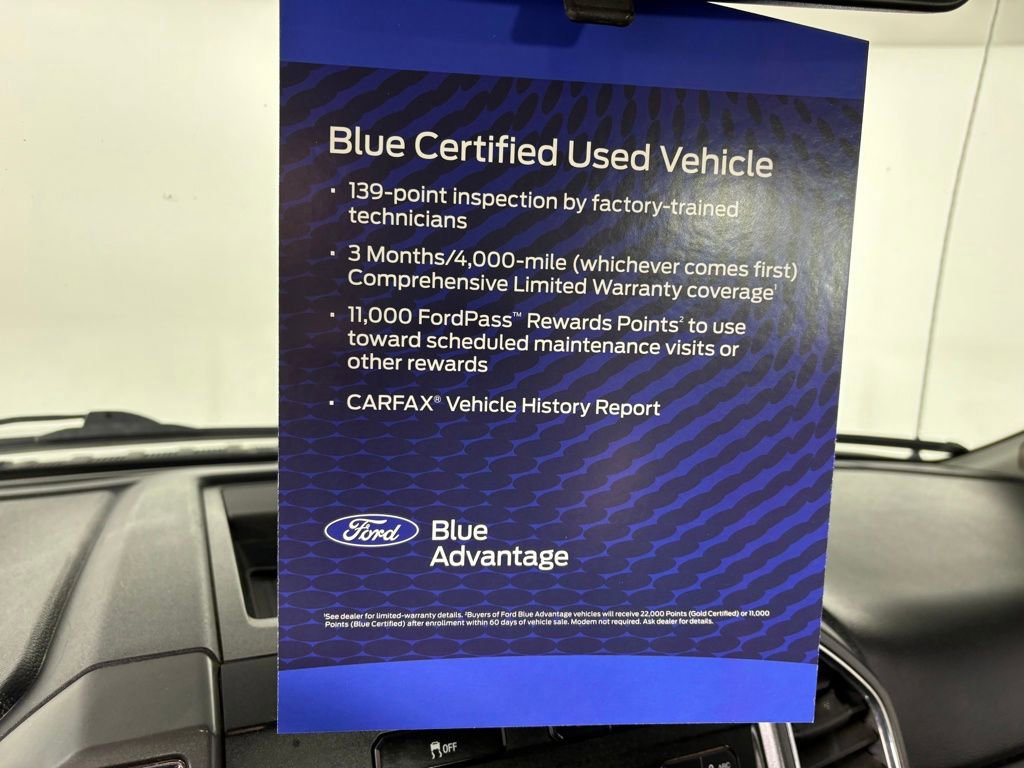 Blue Certified Used Vehicle
▪ 139-point inspection by factory-trained
technicians
▪ 3 Months/4,000-mile (whichever comes first)
Comprehensive Limited Warranty coverage¹
▪ 11,000 FordPass™ Rewards Points² to use
toward scheduled maintenance visits or
other rewards
▪ CARFAX® Vehicle History Report
Ford
Blue
Advantage
¹See dealer for limited-warranty details. ²Buyers of Ford Blue Advantage vehicles will receive 22,000 Points (Gold Certified) or 11,000
Points (Blue Certified) after enrollment within 60 days of vehicle sale. Modem not required. Ask dealer for details.
OFF